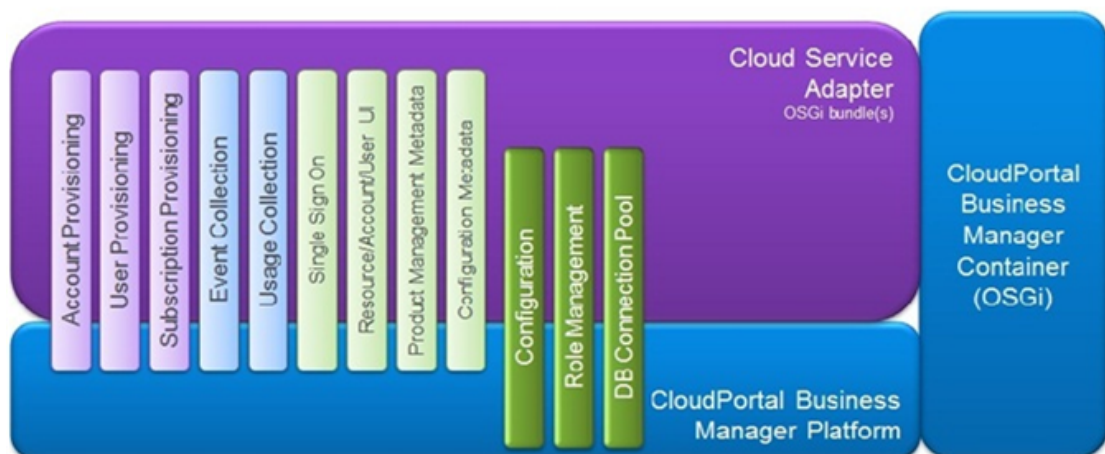 Cloud Service
Adapter
OSGi bundle(s)
Account Provisioning
User Provisioning
Subscription Provisioning
Event Collection
Usage Collection
Single Sign On
Resource/Account/User UI
Product Management Metadata
Configuration Metadata
Configuration
Role Management
DB Connection Pool
CloudPortal Business
Manager Platform
CloudPortal
Business
Manager
Container
(OSGi)